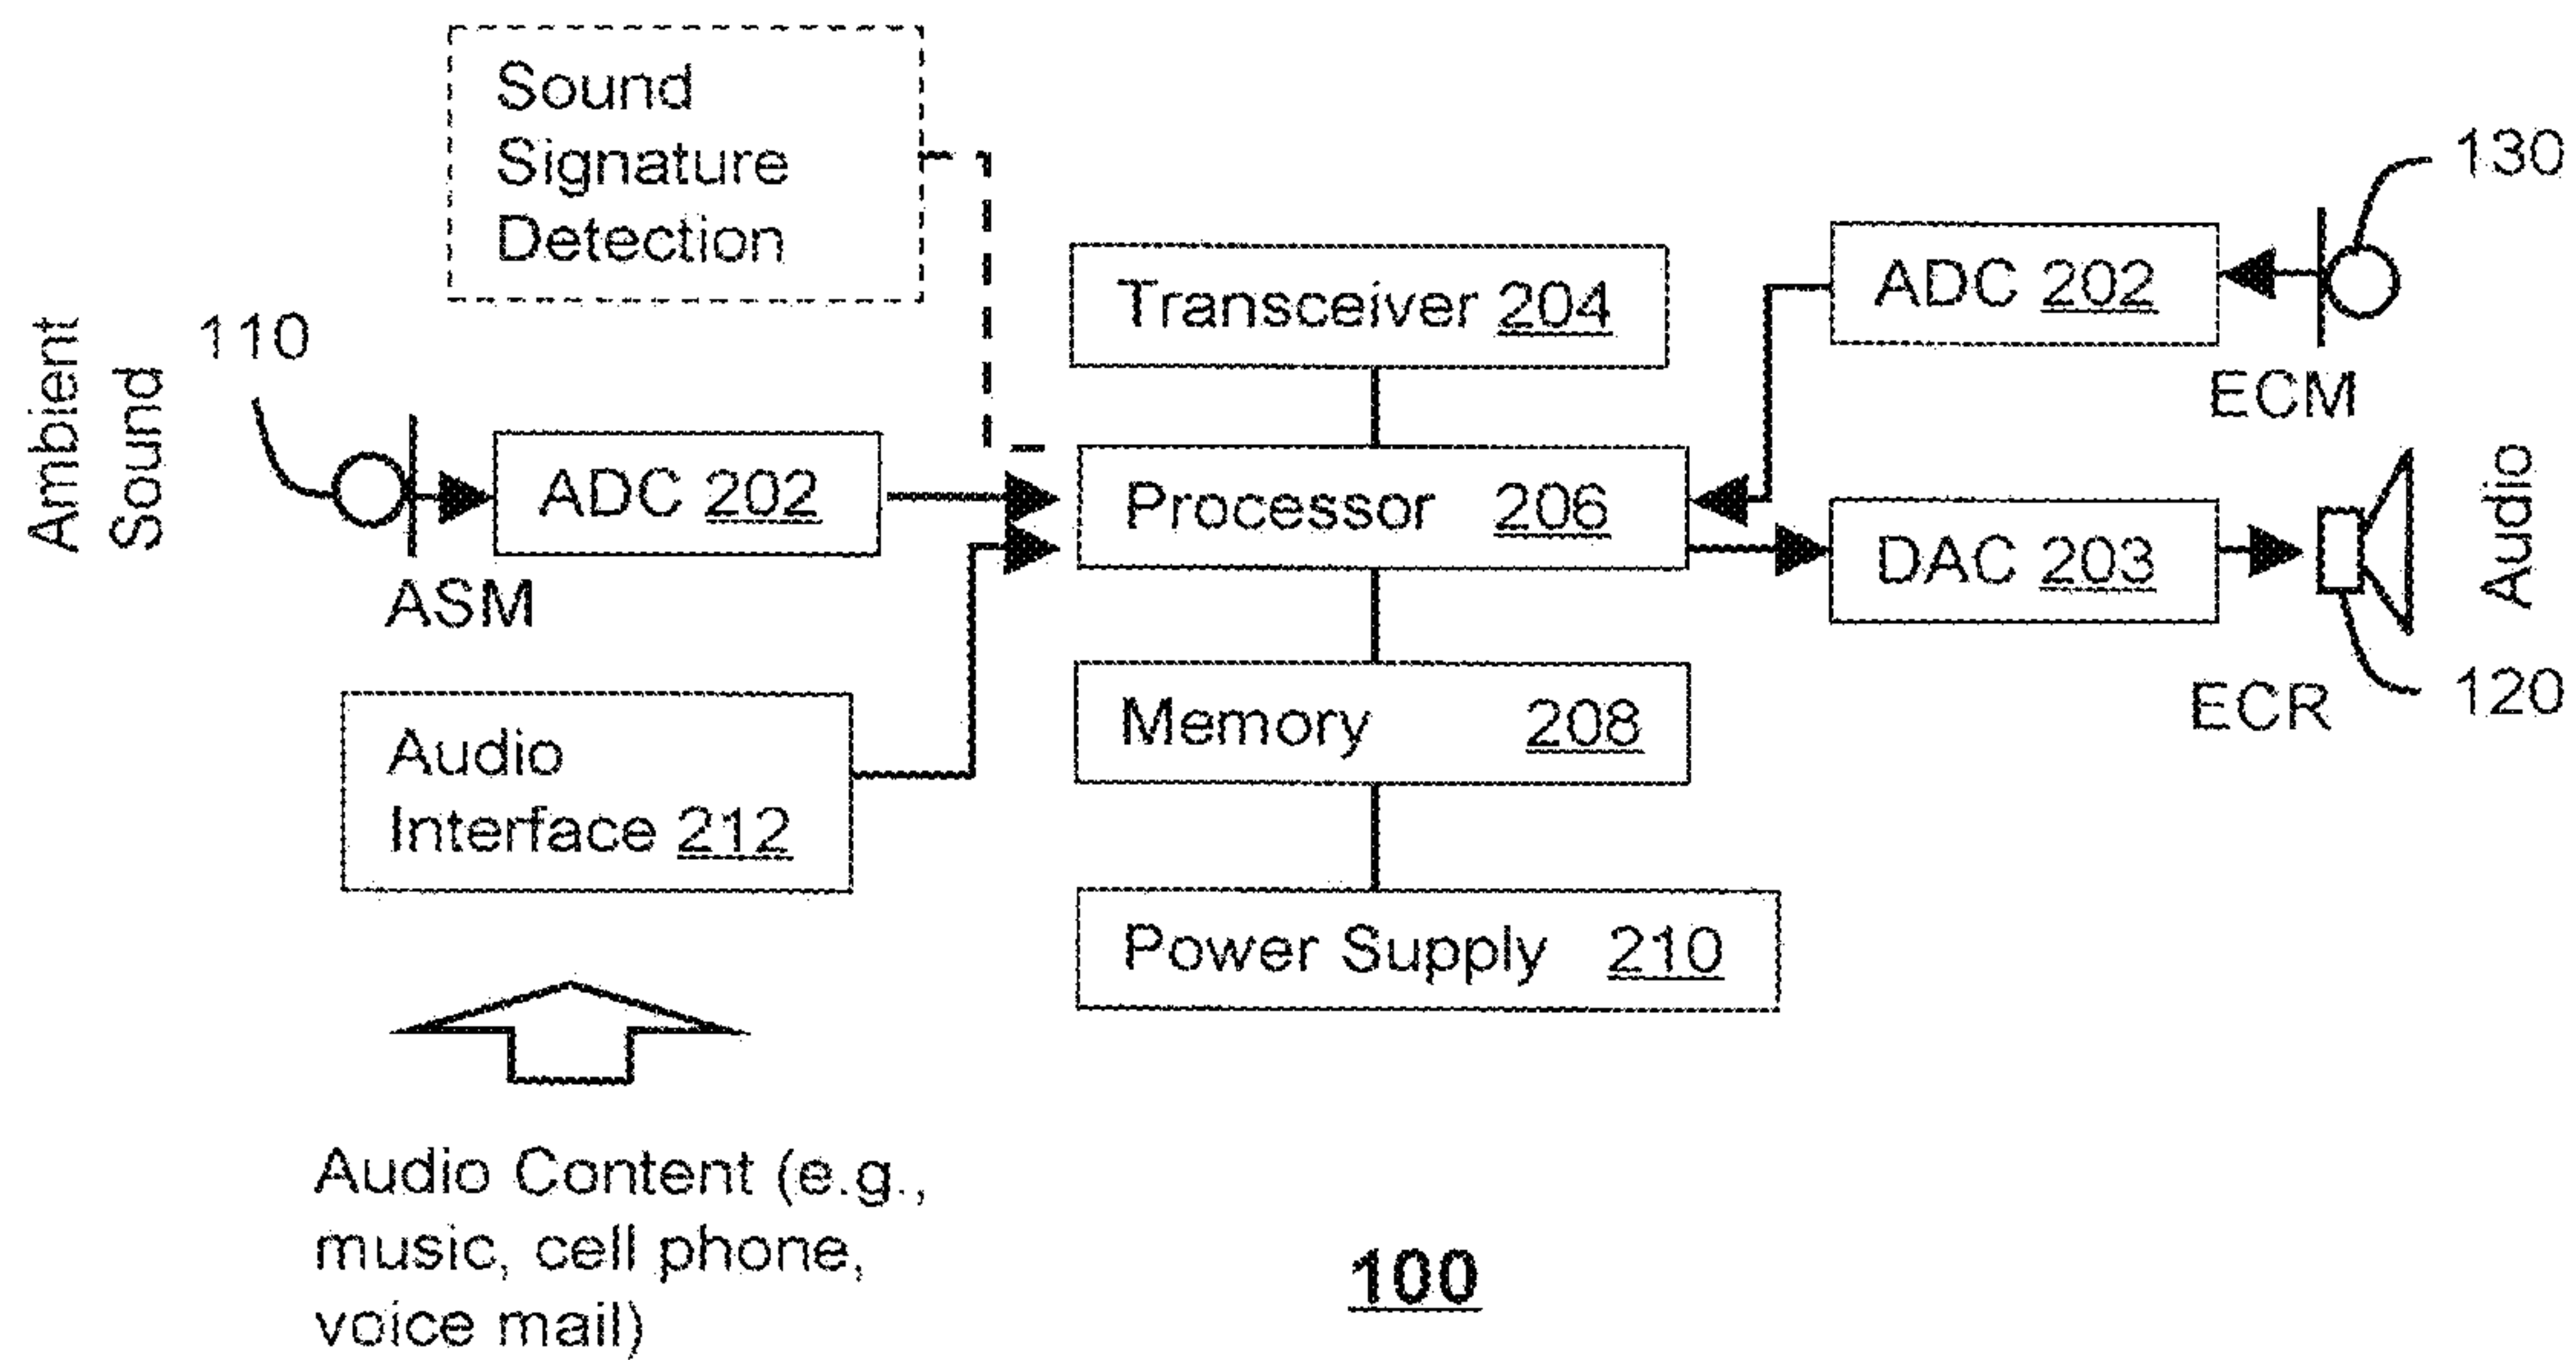 Sound
Signature
Detection
130
Transceiver 204
ADC 202
110
Ambient
Sound
ECM
ADC 202
Processor 206
ASM
DAC 203
Audio
ECR
120
Audio
Interface 212
Memory 208
Power Supply 210
Audio Content (e.g.,
music, cell phone,
voice mail)
100